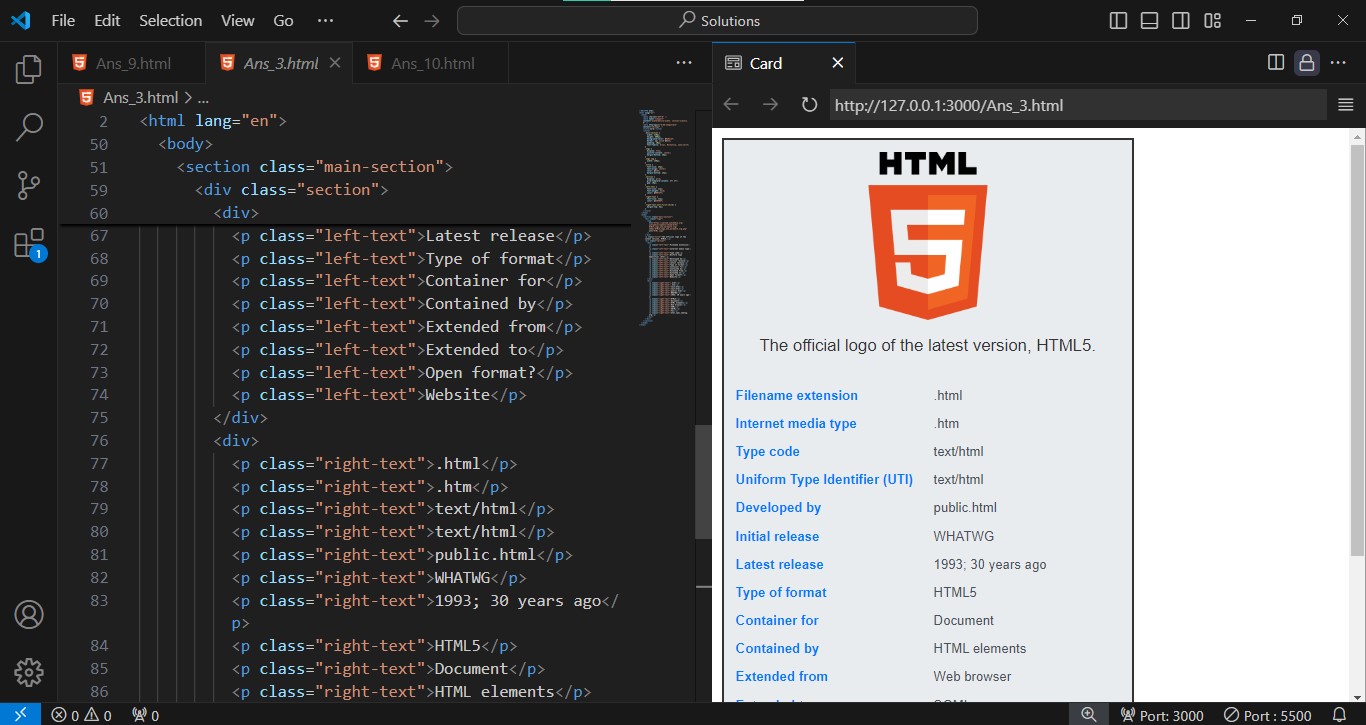 File Edit Selection View Go ··· Solutions
Ans_9.html Ans_3.html Ans_10.html ···
Ans_3.html > ...
2 <html lang="en">
50 <body>
51 <section class="main-section">
59 <div class="section">
60 <div>
67 <p class="left-text">Latest release</p>
68 <p class="left-text">Type of format</p>
69 <p class="left-text">Container for</p>
70 <p class="left-text">Contained by</p>
71 <p class="left-text">Extended from</p>
72 <p class="left-text">Extended to</p>
73 <p class="left-text">Open format?</p>
74 <p class="left-text">Website</p>
75 </div>
76 <div>
77 <p class="right-text">.html</p>
78 <p class="right-text">.htm</p>
79 <p class="right-text">text/html</p>
80 <p class="right-text">text/html</p>
81 <p class="right-text">public.html</p>
82 <p class="right-text">WHATWG</p>
83 <p class="right-text">1993; 30 years ago</
p>
84 <p class="right-text">HTML5</p>
85 <p class="right-text">Document</p>
86 <p class="right-text">HTML elements</p>
1
Card
http://127.0.0.1:3000/Ans_3.html
HTML
5
The official logo of the latest version, HTML5.
Filename extension .html
Internet media type .htm
Type code text/html
Uniform Type Identifier (UTI) text/html
Developed by public.html
Initial release WHATWG
Latest release 1993; 30 years ago
Type of format HTML5
Container for Document
Contained by HTML elements
Extended from Web browser
0 0 0 Port: 3000 Port : 5500